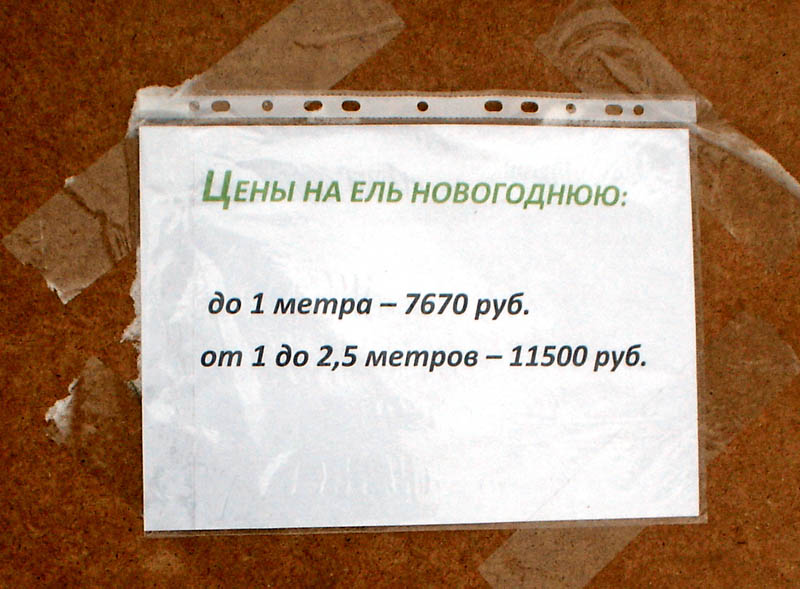 Цены на ель новогоднюю:
до 1 метра – 7670 руб.
от 1 до 2,5 метров – 11500 руб.